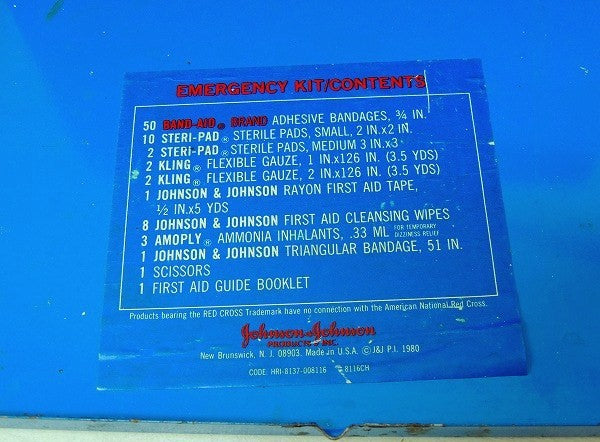 EMERGENCY KIT/CONTENTS
50 BAND-AID® BRAND ADHESIVE BANDAGES, ¾ IN.
10 STERI-PAD® STERILE PADS, SMALL, 2 IN.x2 IN.
2 STERI-PAD® STERILE PADS, MEDIUM 3 IN.x3
2 KLING® FLEXIBLE GAUZE, 1 IN.x126 IN. (3.5 YDS)
2 KLING® FLEXIBLE GAUZE, 2 IN.x126 IN. (3.5 YDS)
1 JOHNSON & JOHNSON RAYON FIRST AID TAPE,
½ IN.x5 YDS
8 JOHNSON & JOHNSON FIRST AID CLEANSING WIPES
3 AMOPLY® AMMONIA INHALANTS, .33 ML FOR TEMPORARY DIZZINESS RELIEF
1 JOHNSON & JOHNSON TRIANGULAR BANDAGE, 51 IN.
1 SCISSORS
1 FIRST AID GUIDE BOOKLET
Products bearing the RED CROSS Trademark have no connection with the American National Red Cross.
Johnson & Johnson
PRODUCTS INC.
New Brunswick, N. J. 08903. Made in U.S.A. © J&J P.I. 1980
CODE: HRI-8137-008116 8116CH